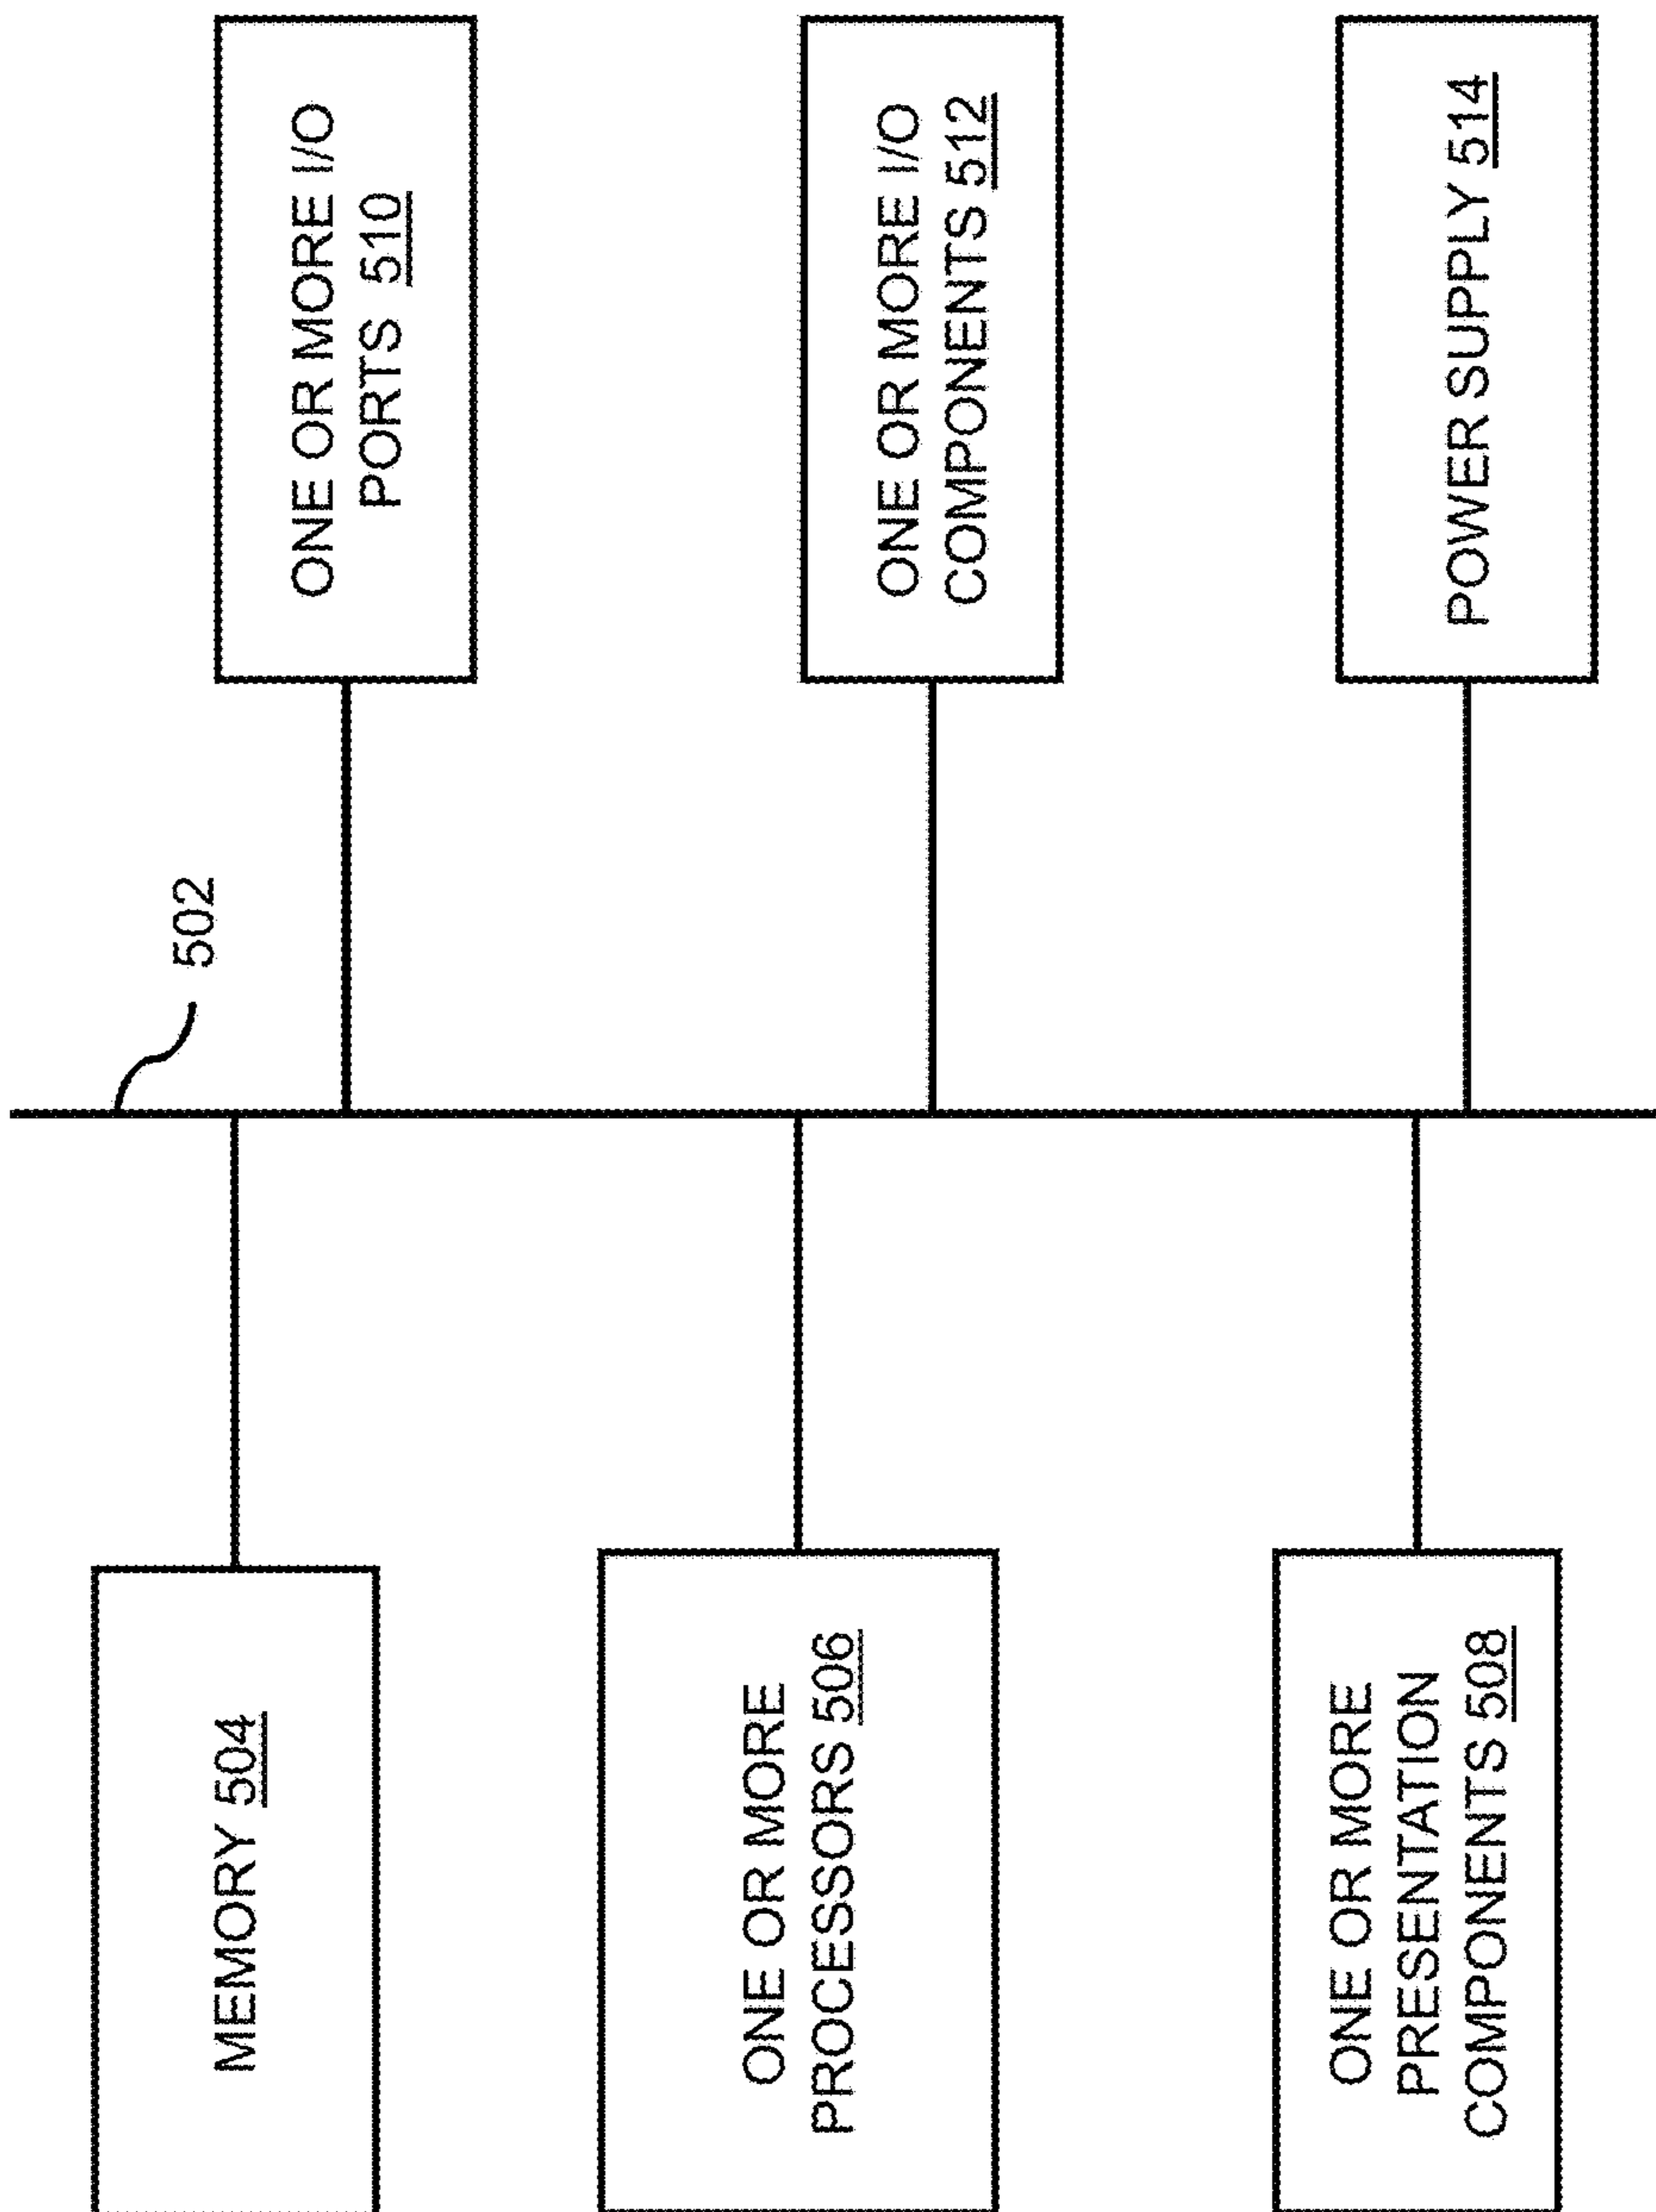 502
MEMORY 504
ONE OR MORE
PROCESSORS 506
ONE OR MORE
PRESENTATION
COMPONENTS 508
ONE OR MORE I/O
PORTS 510
ONE OR MORE I/O
COMPONENTS 512
POWER SUPPLY 514